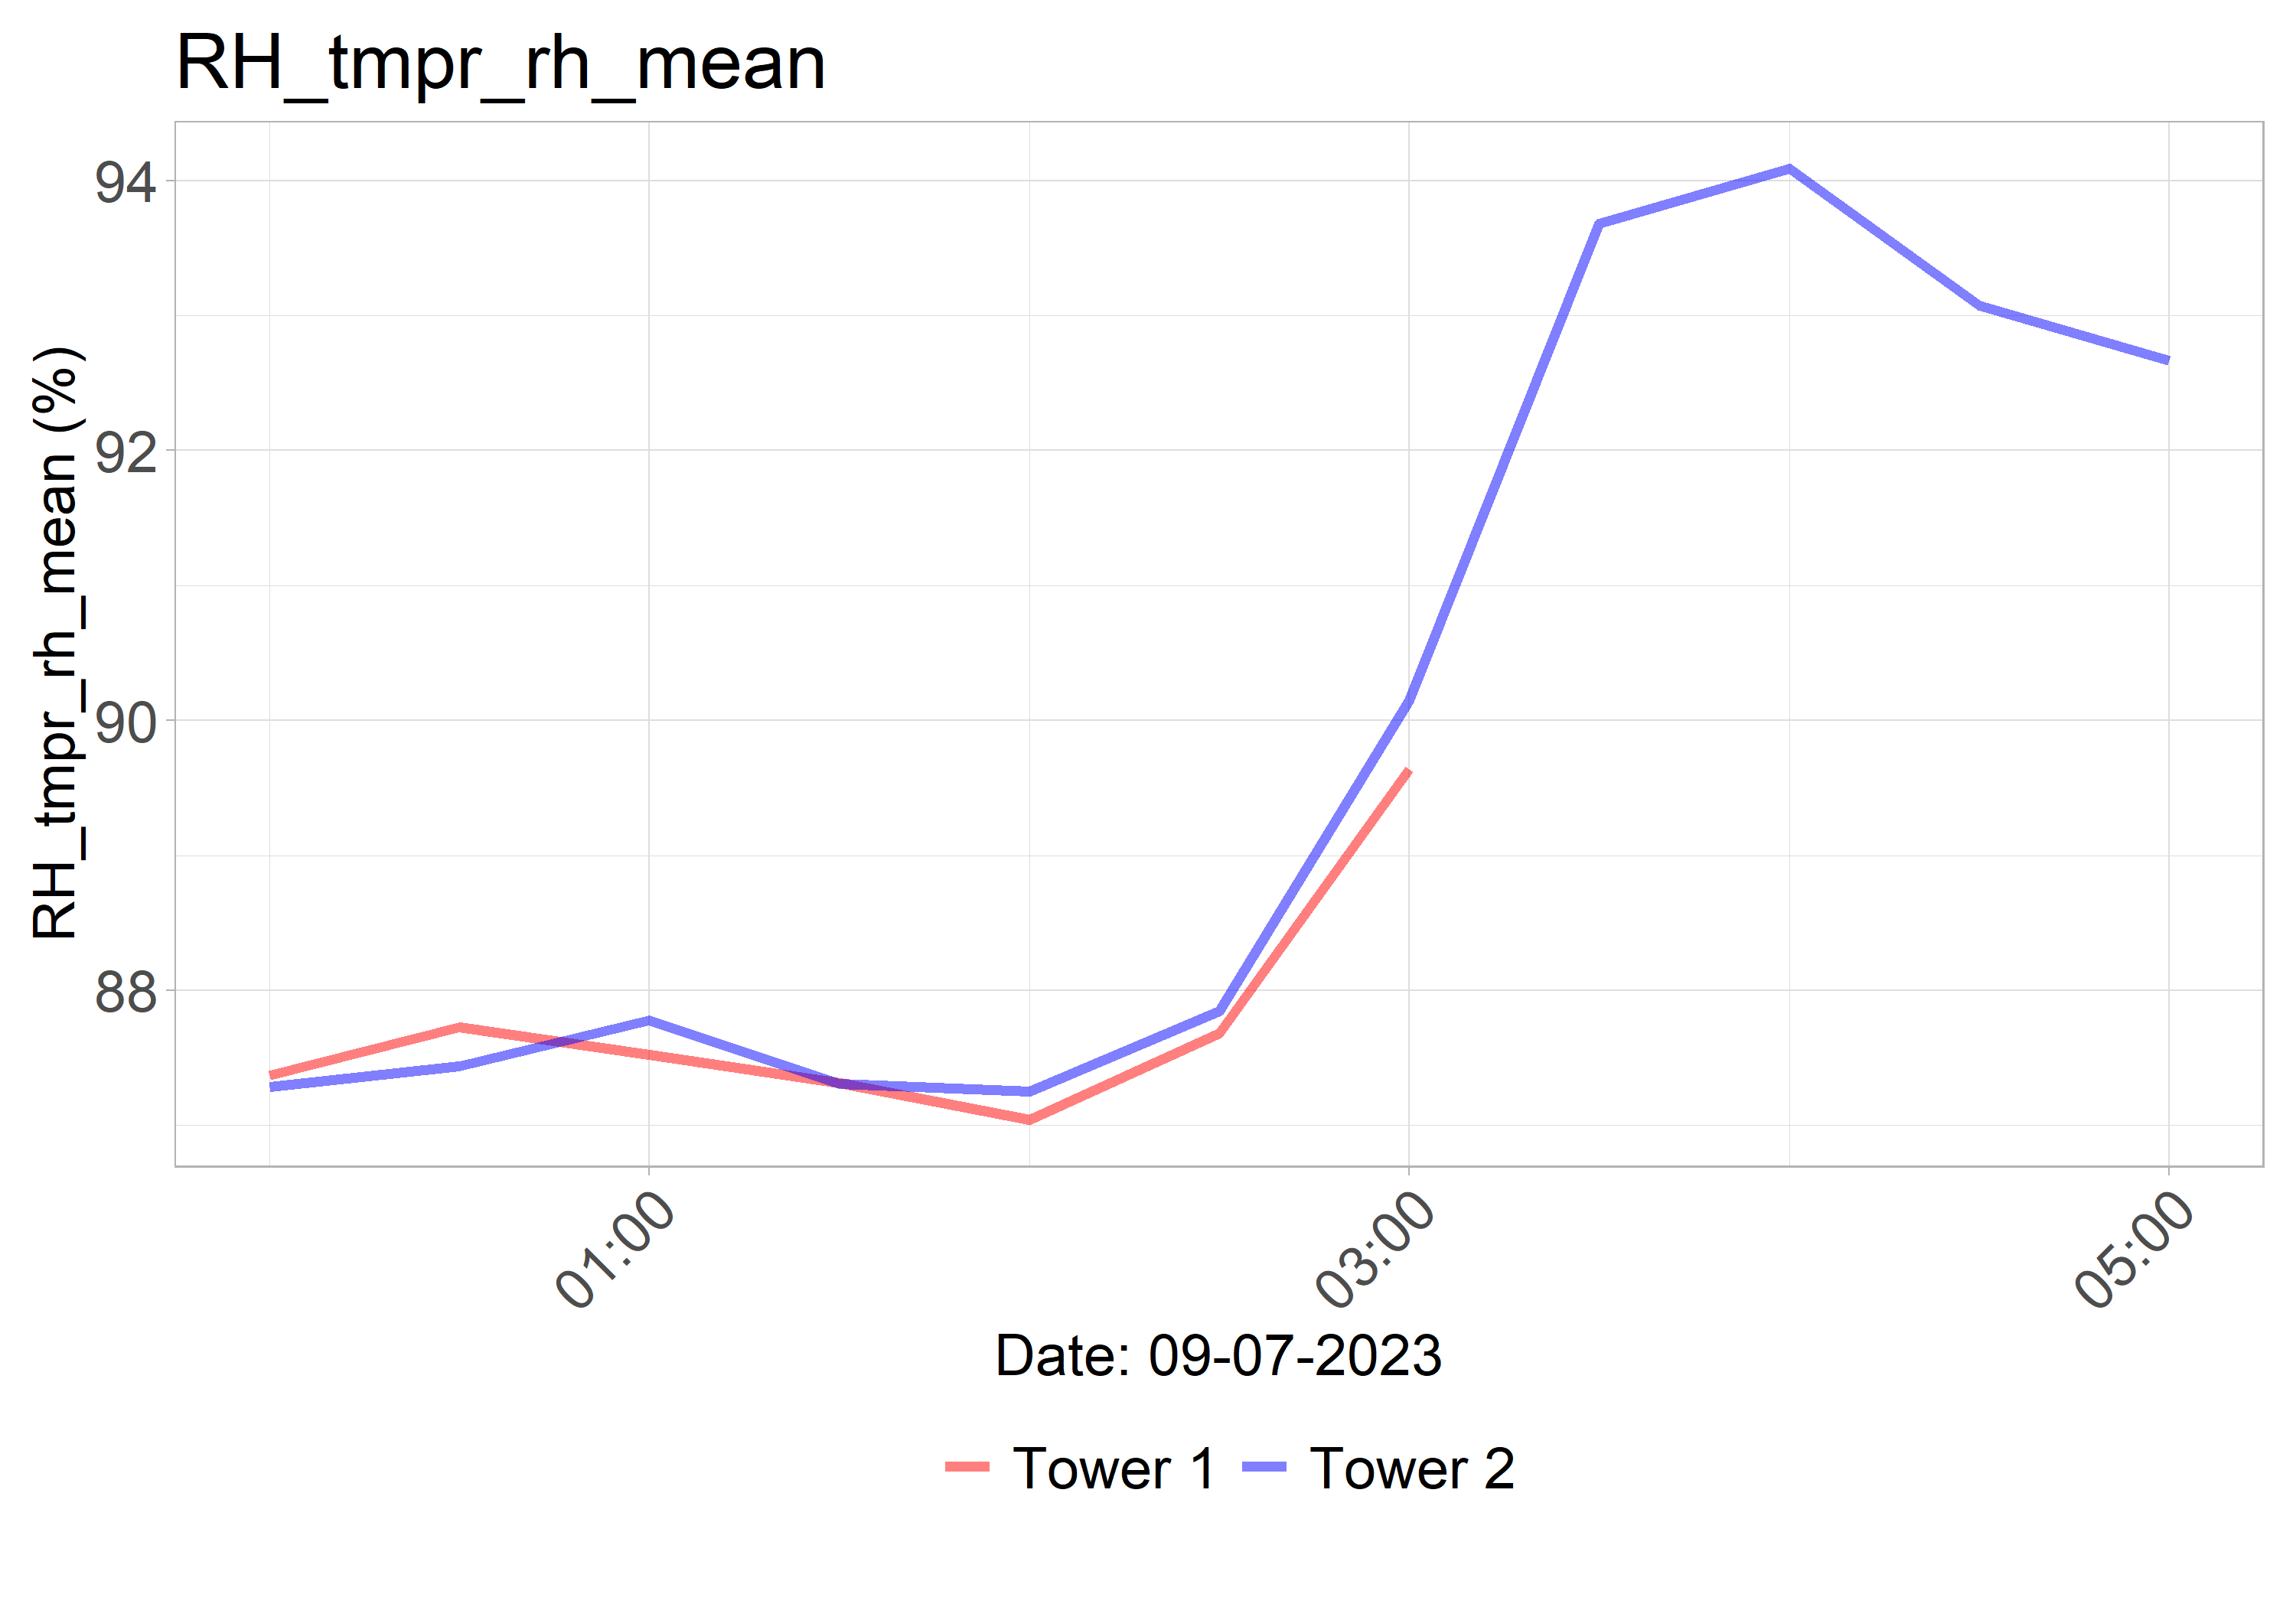 RH_tmpr_rh_mean
RH_tmpr_rh_mean (%)
94
92
90
88
01:00
03:00
05:00
Date: 09-07-2023
Tower 1
Tower 2